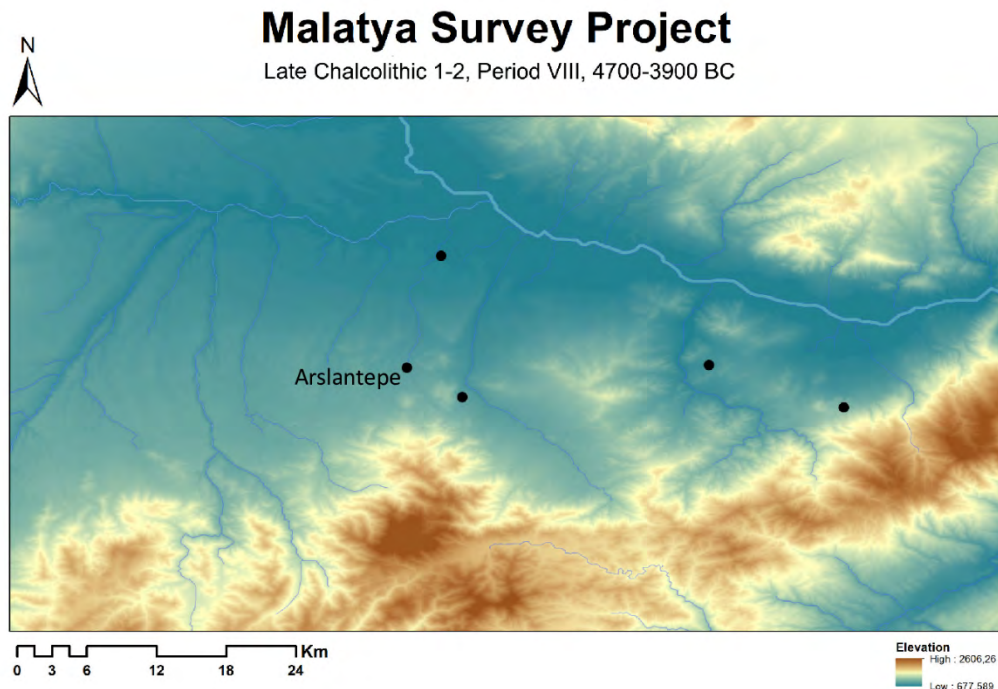 Malatya Survey Project
Late Chalcolithic 1-2, Period VIII, 4700-3900 BC
N
Arslantepe
Km
0 3 6 12 18 24
Elevation
High : 2606,26
Low : 677,589